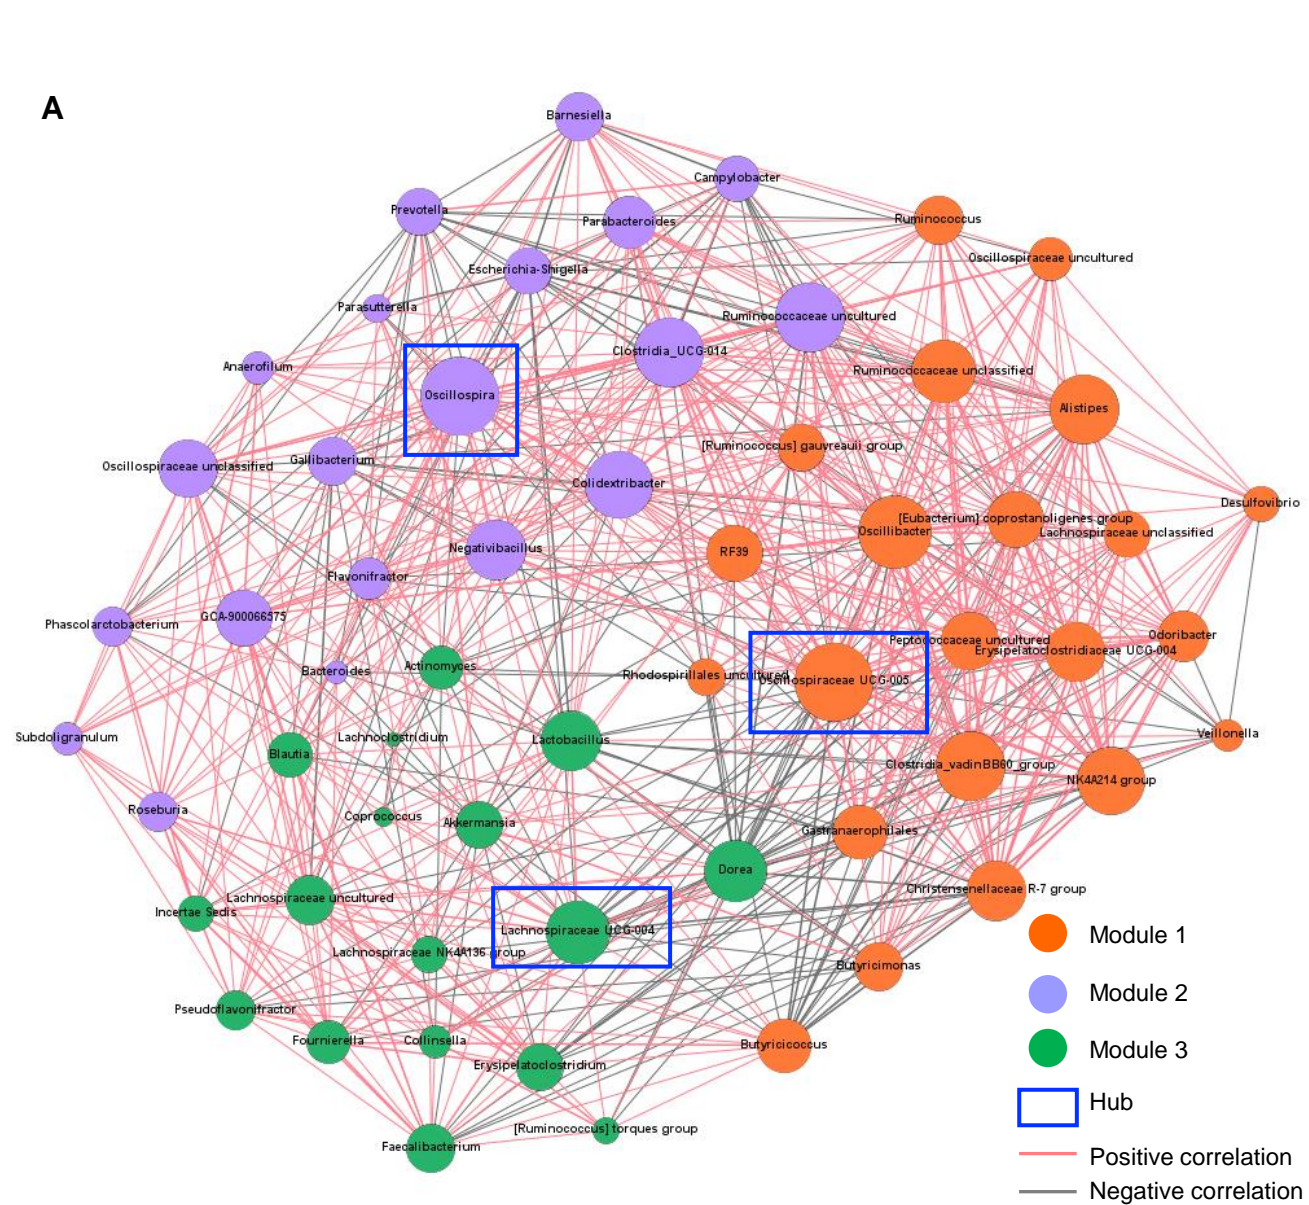 A
Barnesiella
Campylobacter
Prevotella
Parabacteroides
Ruminococcus
Oscillospiraceae uncultured
Escherichia-Shigella
Parasutterella
Ruminococcaceae uncultured
Clostridia_UCG-014
Anaerofilum
Ruminococcaceae unclassified
Oscillospira
Alistipes
[Ruminococcus] gauvreauii group
Oscillospiraceae unclassified
Gallibacterium
Colidextribacter
Desulfovibrio
[Eubacterium] coprostanoligenes group
Oscillibacter
Lachnospiraceae unclassified
Negativibacillus
RF39
Flavonifractor
GCA-900066575
Phascolarctobacterium
Odoribacter
Peptococcaceae uncultured
Erysipelatoclostridiaceae UCG-004
Bacteroides
Actinomyces
Rhodospirillales uncultured
Oscillospiraceae UCG-005
Subdoligranulum
Lachnoclostridium
Lactobacillus
Veillonella
Blautia
Clostridia_vadinBB60_group
NK4A214 group
Roseburia
Coprococcus
Akkermansia
Gastranaerophilales
Dorea
Christensenellaceae R-7 group
Lachnospiraceae uncultured
Incertae Sedis
Lachnospiraceae UCG-004
Module 1
Lachnospiraceae NK4A136 group
Butyricimonas
Module 2
Pseudoflavonifractor
Fournierella
Collinsella
Butyricicoccus
Module 3
Erysipelatoclostridium
Hub
[Ruminococcus] torques group
Faecalibacterium
Positive correlation
Negative correlation